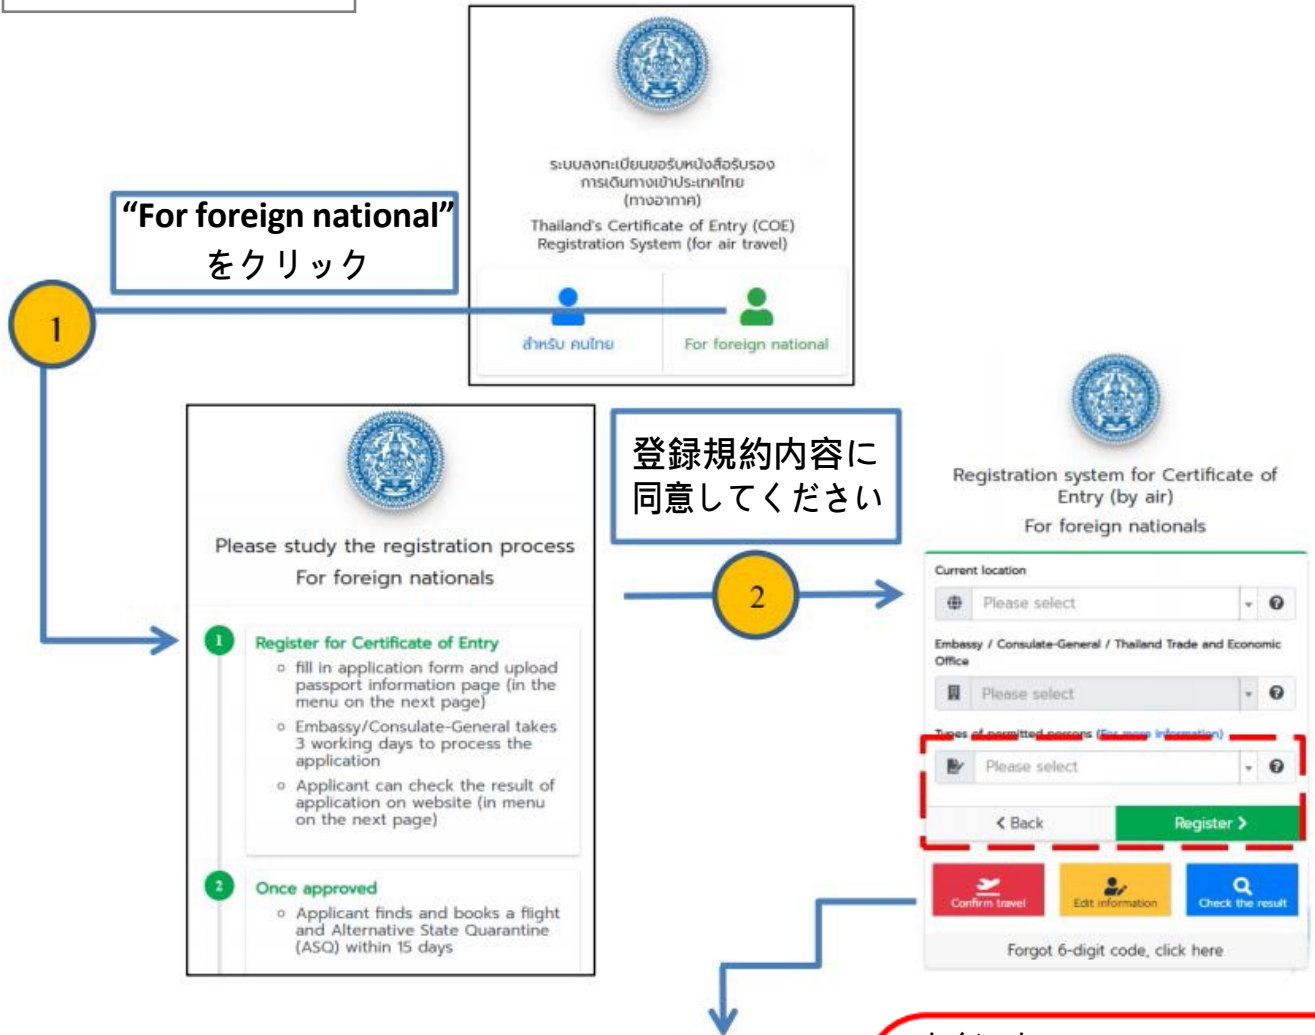 ระบบลงทะเบียนขอรับหนังสือรับรอง
การเดินทางเข้าประเทศไทย
(ทางอากาศ)
Thailand's Certificate of Entry (COE)
Registration System (for air travel)
สำหรับ คนไทย
For foreign national
“For foreign national”
をクリック
1
Please study the registration process
For foreign nationals
1
Register for Certificate of Entry
fill in application form and upload
passport information page (in the
menu on the next page)
Embassy/Consulate-General takes
3 working days to process the
application
Applicant can check the result of
application on website (in menu
on the next page)
2
Once approved
Applicant finds and books a flight
and Alternative State Quarantine
(ASQ) within 15 days
登録規約内容に
同意してください
2
Registration system for Certificate of
Entry (by air)
For foreign nationals
Current location
Please select
Embassy / Consulate-General / Thailand Trade and Economic
Office
Please select
Types of permitted persons (For more information)
Please select
Back
Register
Confirm travel
Edit information
Check the result
Forgot 6-digit code, click here